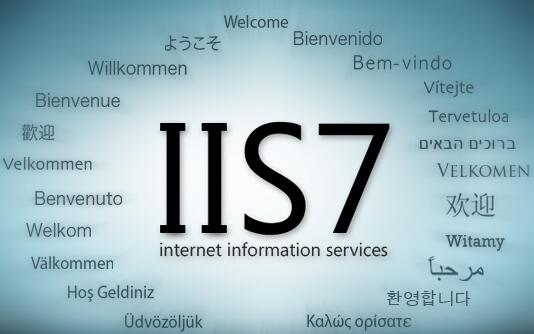 Welcome
ようこそ
Bienvenido
Willkommen
Bem-vindo
Bienvenue
Vítejte
Tervetuloa
歡迎
ברוכים הבאים
Velkommen
VELKOMEN
IIS7
Benvenuto
欢迎
Welkom
Witamy
internet information services
Välkommen
مرحباً
Hoş Geldiniz
환영합니다
Üdvözöljük
Καλώς ορίσατε